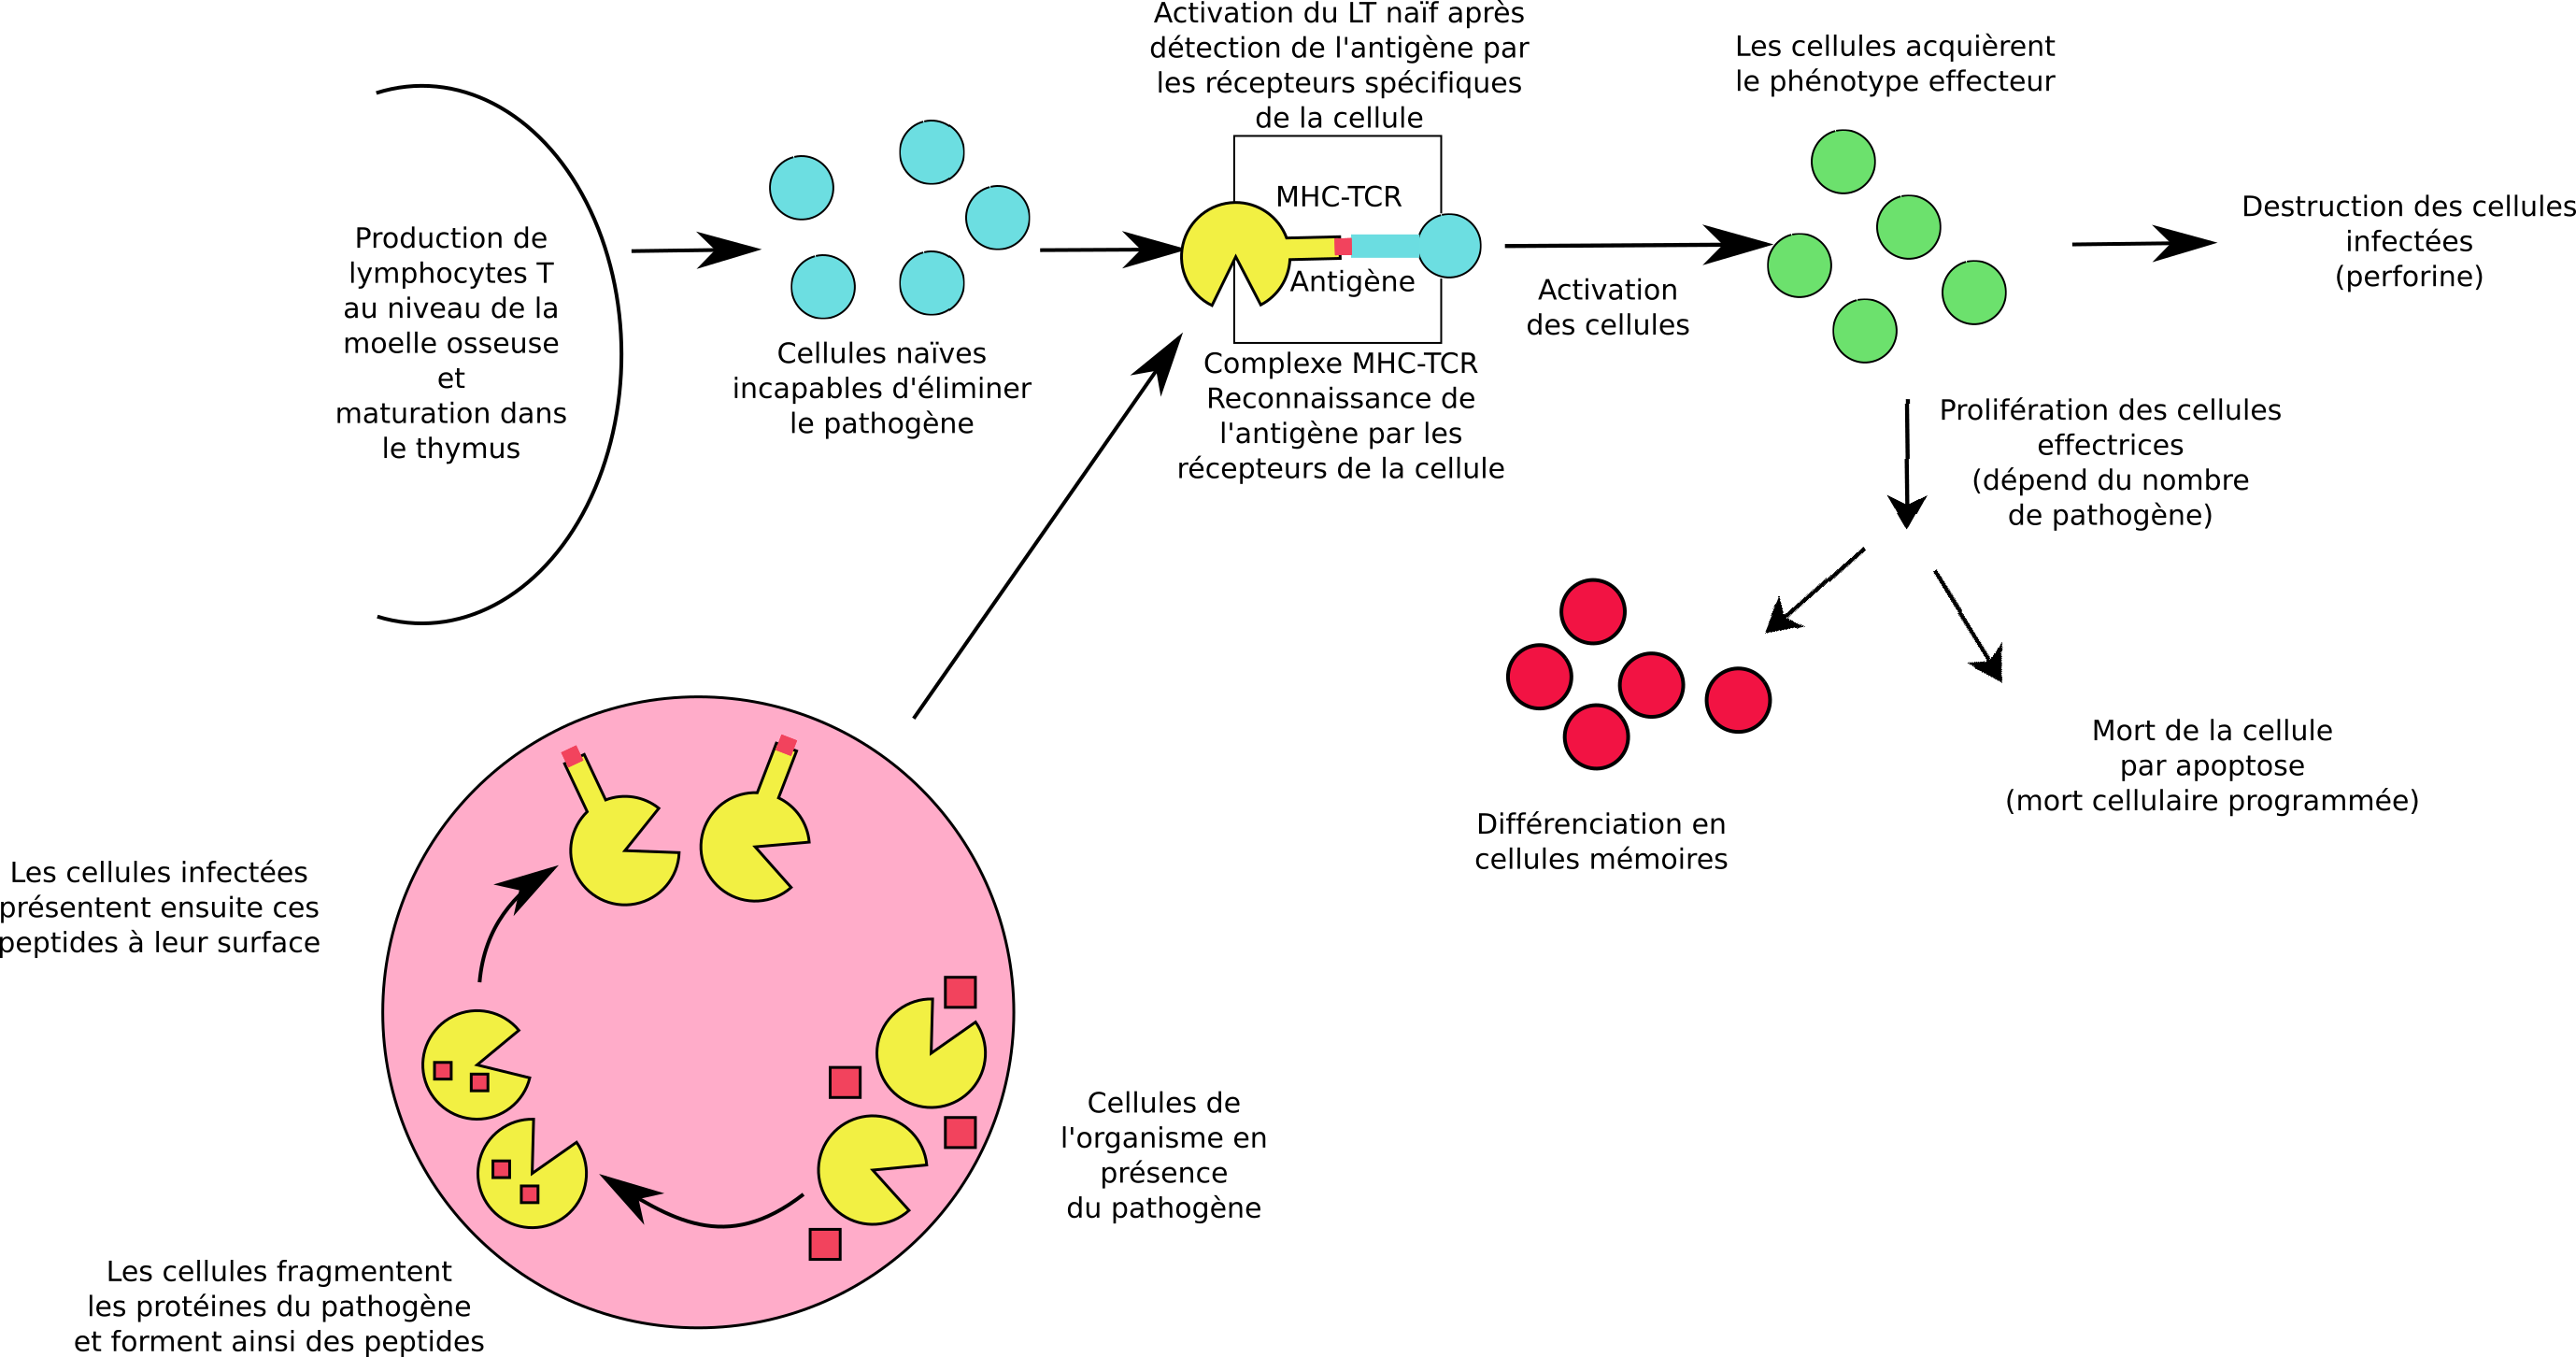 Production de
lymphocytes T
au niveau de la
moelle osseuse
et
maturation dans
le thymus
Cellules naïves
incapables d'éliminer
le pathogène
Activation du LT naïf après
détection de l'antigène par
les récepteurs spécifiques
de la cellule
MHC-TCR
Antigène
Complexe MHC-TCR
Reconnaissance de
l'antigène par les
récepteurs de la cellule
Activation
des cellules
Les cellules acquièrent
le phénotype effecteur
Destruction des cellules
infectées
(perforine)
Prolifération des cellules
effectrices
(dépend du nombre
de pathogène)
Différenciation en
cellules mémoires
Mort de la cellule
par apoptose
(mort cellulaire programmée)
Les cellules infectées
présentent ensuite ces
peptides à leur surface
Cellules de
l'organisme en
présence
du pathogène
Les cellules fragmentent
les protéines du pathogène
et forment ainsi des peptides